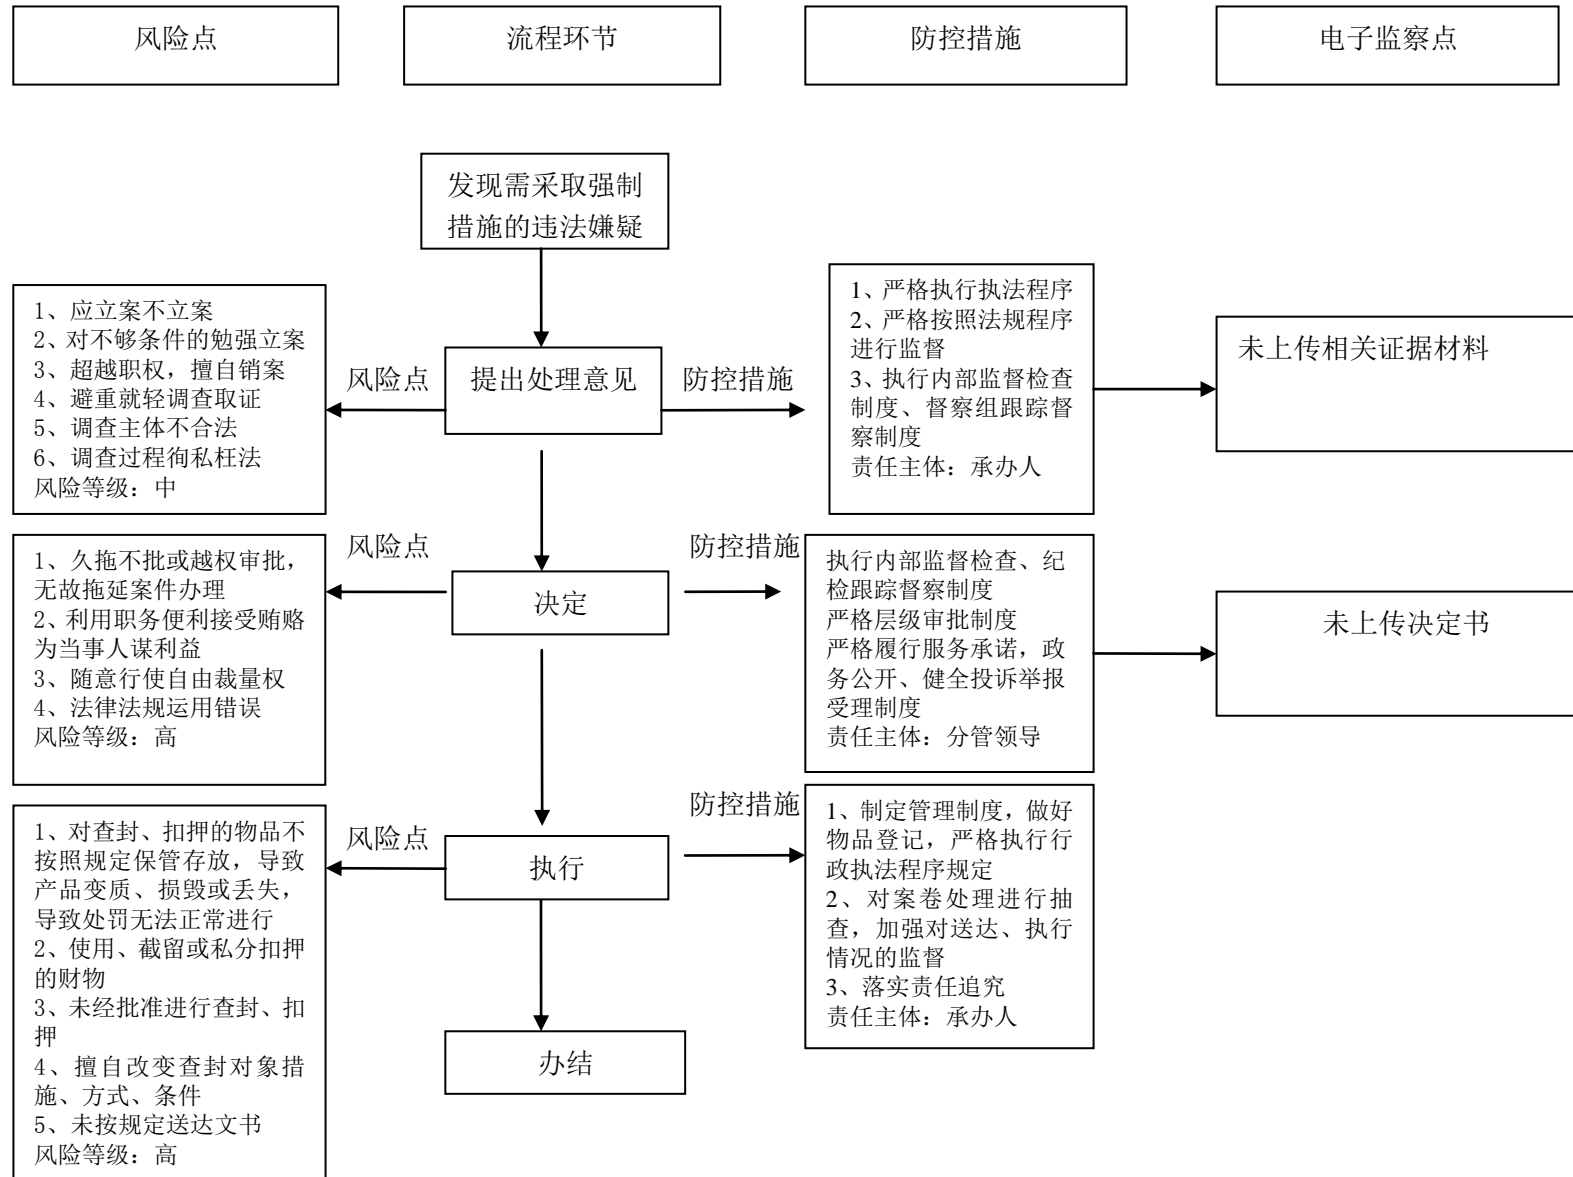 风险点
流程环节
防控措施
电子监察点
发现需采取强制
措施的违法嫌疑
1、应立案不立案
2、对不够条件的勉强立案
3、超越职权，擅自销案
4、避重就轻调查取证
5、调查主体不合法
6、调查过程徇私枉法
风险等级：中
风险点
提出处理意见
防控措施
1、严格执行执法程序
2、严格按照法规程序
进行监督
3、执行内部监督检查
制度、督察组跟踪督
察制度
责任主体：承办人
未上传相关证据材料
1、久拖不批或越权审批，
无故拖延案件办理
2、利用职务便利接受贿赂
为当事人谋利益
3、随意行使自由裁量权
4、法律法规运用错误
风险等级：高
风险点
决定
防控措施
执行内部监督检查、纪
检跟踪督察制度
严格层级审批制度
严格履行服务承诺，政
务公开、健全投诉举报
受理制度
责任主体：分管领导
未上传决定书
1、对查封、扣押的物品不
按照规定保管存放，导致
产品变质、损毁或丢失，
导致处罚无法正常进行
2、使用、截留或私分扣押
的财物
3、未经批准进行查封、扣
押
4、擅自改变查封对象措
施、方式、条件
5、未按规定送达文书
风险等级：高
风险点
执行
防控措施
1、制定管理制度，做好
物品登记，严格执行行
政执法程序规定
2、对案卷处理进行抽
查，加强对送达、执行
情况的监督
3、落实责任追究
责任主体：承办人
办结